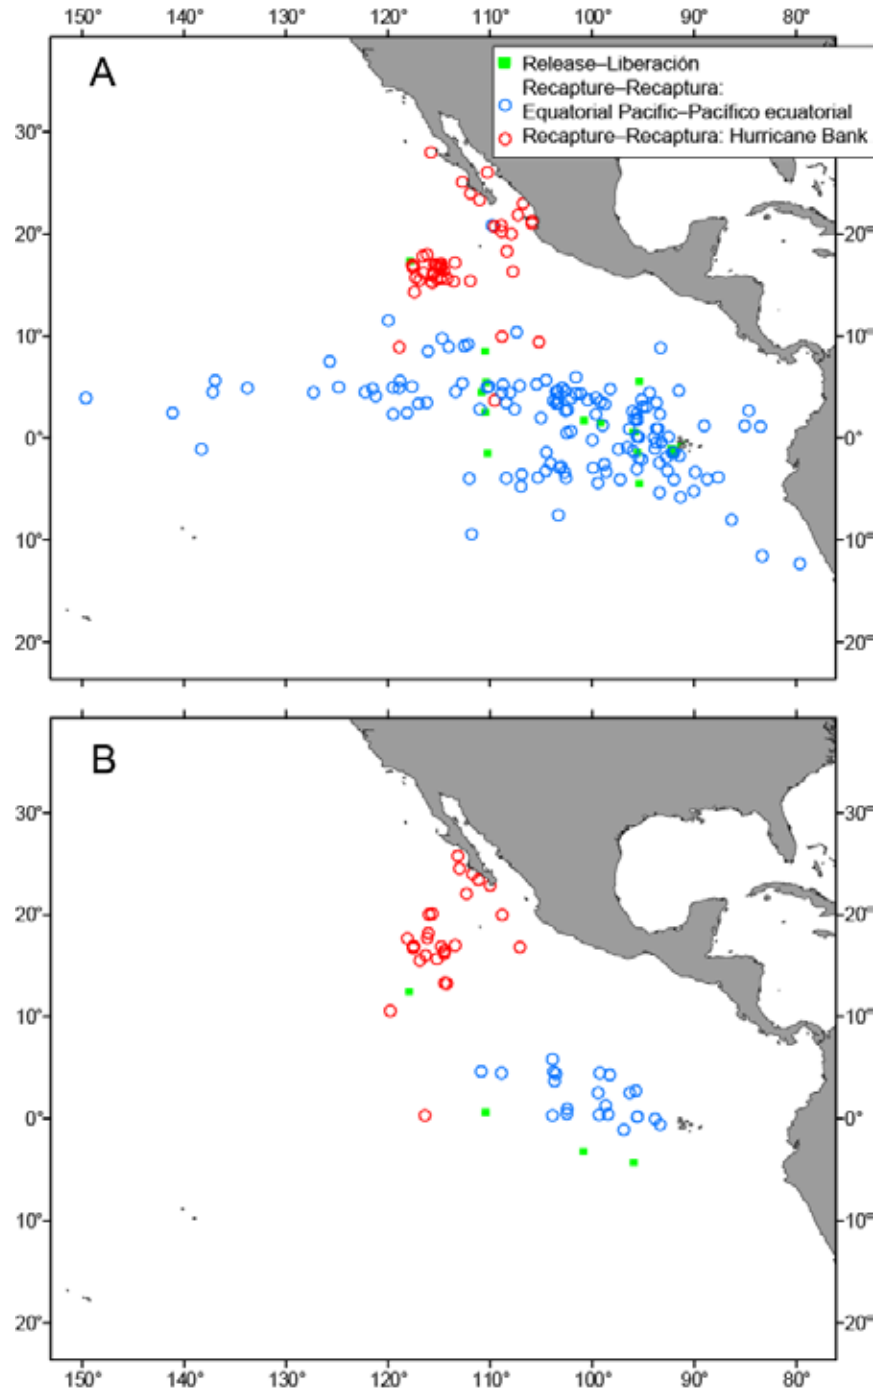 150° 140° 130° 120° 110° 100° 90° 80°
A
Release–Liberación
Recapture–Recaptura:
Equatorial Pacific–Pacífico ecuatorial
Recapture–Recaptura: Hurricane Bank
30°
20° 20°
10° 10°
0° 0°
10° 10°
20° 20°
B
30° 30°
20° 20°
10° 10°
0° 0°
10° 10°
20° 20°
150° 140° 130° 120° 110° 100° 90° 80°